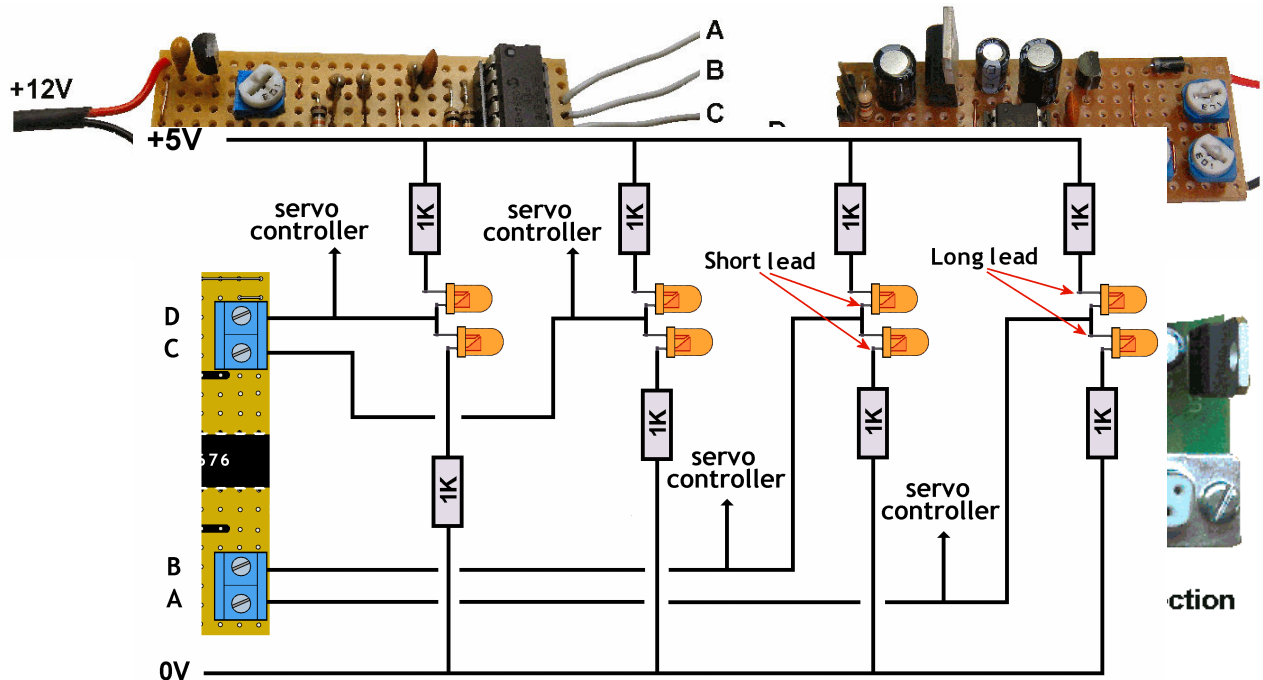 A
+12V
B
C
+5V
servo
controller
servo
controller
1K
1K
1K
1K
Short lead
Long lead
D
C
1K
1K
1K
servo
controller
676
1K
servo
controller
B
A
ction
0V